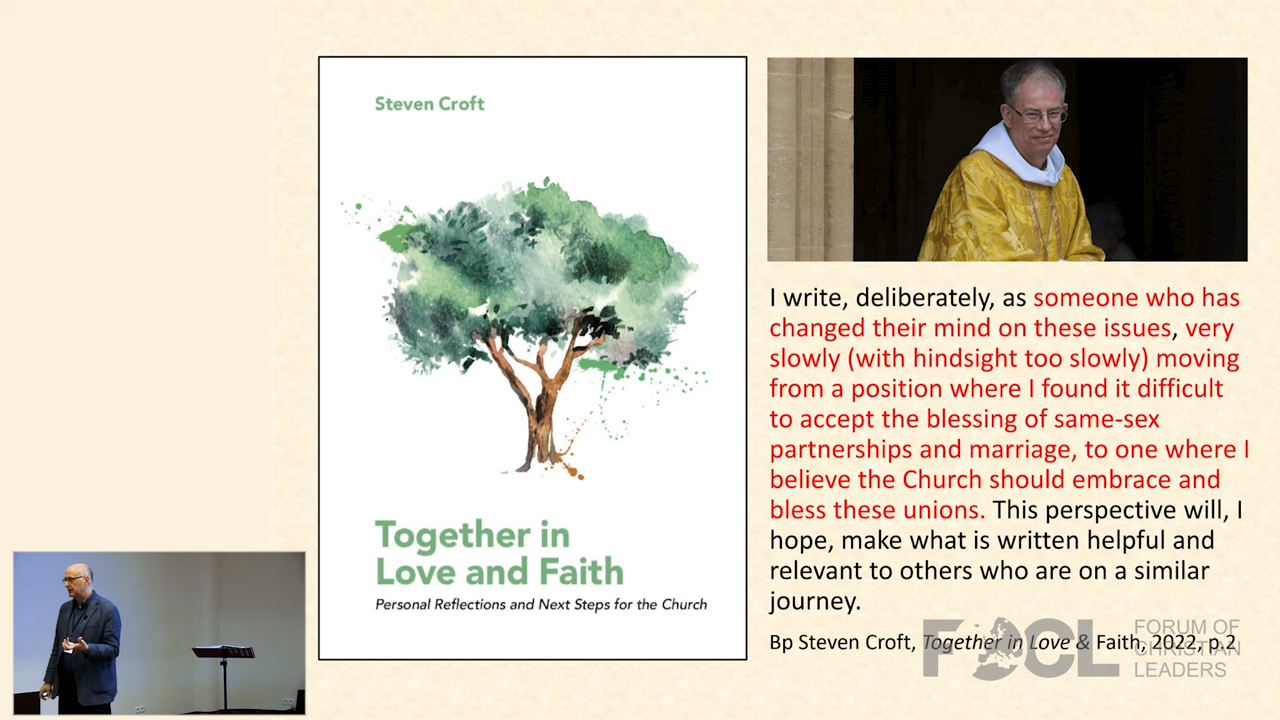 Steven Croft
Together in
Love and Faith
Personal Reflections and Next Steps for the Church
I write, deliberately, as someone who has
changed their mind on these issues, very
slowly (with hindsight too slowly) moving
from a position where I found it difficult
to accept the blessing of same-sex
partnerships and marriage, to one where I
believe the Church should embrace and
bless these unions. This perspective will, I
hope, make what is written helpful and
relevant to others who are on a similar
journey.
Bp Steven Croft, Together in Love & Faith, 2022, p.2
FOCL
FORUM OF
CHRISTIAN
LEADERS